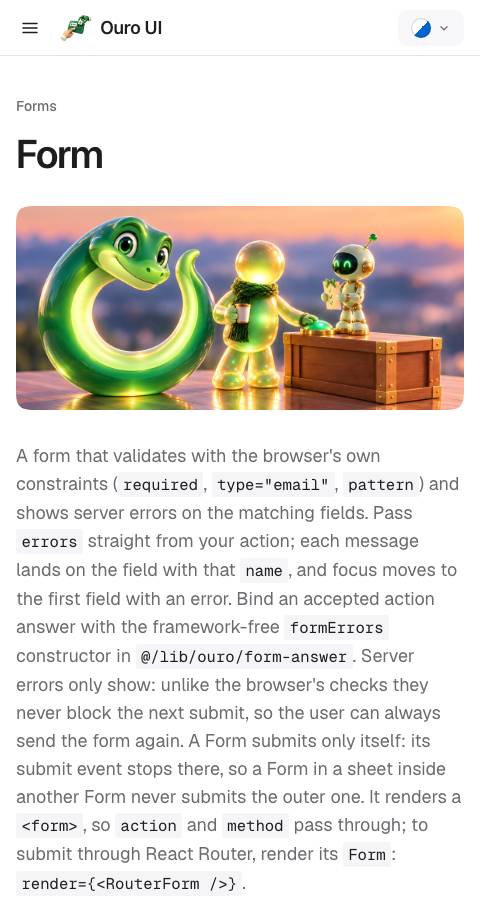 Ouro UI
Forms
Form
A form that validates with the browser's own
constraints ( required , type="email" , pattern ) and
shows server errors on the matching fields. Pass
errors straight from your action; each message
lands on the field with that name , and focus moves to
the first field with an error. Bind an accepted action
answer with the framework-free formErrors
constructor in @/lib/ouro/form-answer . Server
errors only show: unlike the browser's checks they
never block the next submit, so the user can always
send the form again. A Form submits only itself: its
submit event stops there, so a Form in a sheet inside
another Form never submits the outer one. It renders a
<form> , so action and method pass through; to
submit through React Router, render its Form :
render={<RouterForm />} .